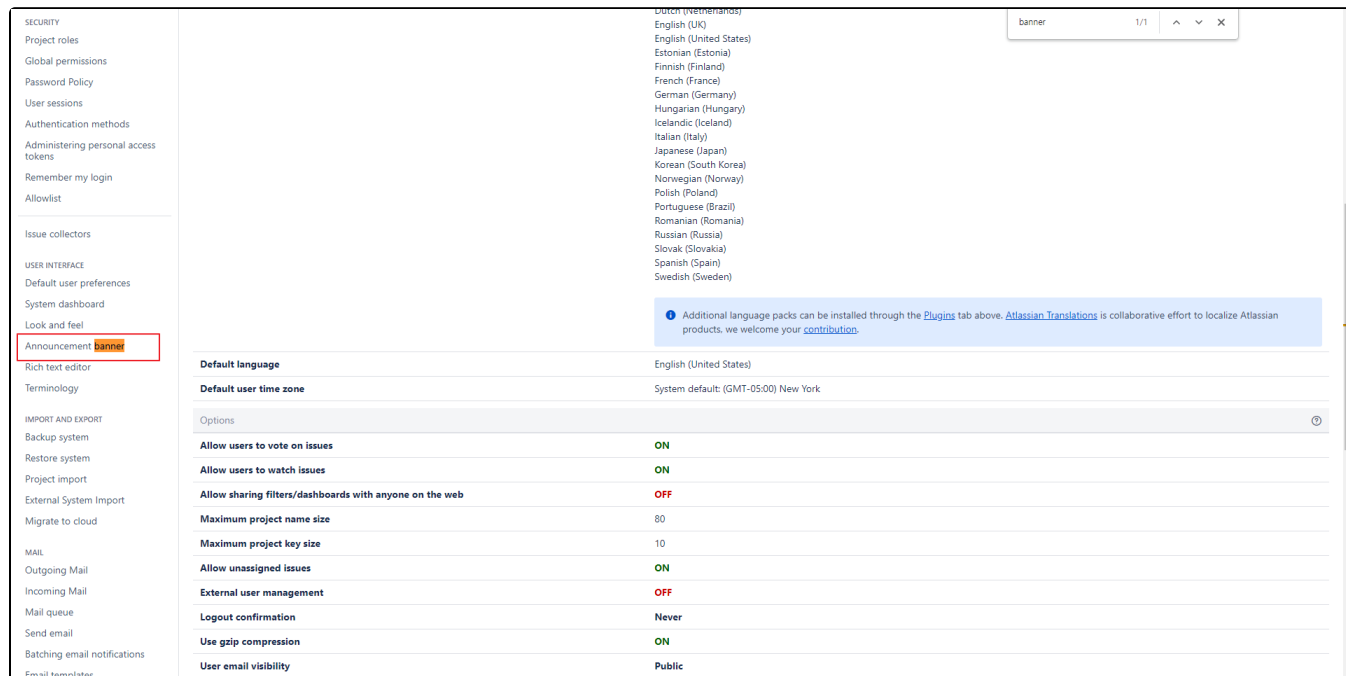 SECURITY
Project roles
Global permissions
Password Policy
User sessions
Authentication methods
Administering personal access
tokens
Remember my login
Allowlist
Issue collectors
USER INTERFACE
Default user preferences
System dashboard
Look and feel
Announcement banner
Rich text editor
Terminology
IMPORT AND EXPORT
Backup system
Restore system
Project import
External System Import
Migrate to cloud
MAIL
Outgoing Mail
Incoming Mail
Mail queue
Send email
Batching email notifications
Email templates
banner 1/1
Dutch (Netherlands)
English (UK)
English (United States)
Estonian (Estonia)
Finnish (Finland)
French (France)
German (Germany)
Hungarian (Hungary)
Icelandic (Iceland)
Italian (Italy)
Japanese (Japan)
Korean (South Korea)
Norwegian (Norway)
Polish (Poland)
Portuguese (Brazil)
Romanian (Romania)
Russian (Russia)
Slovak (Slovakia)
Spanish (Spain)
Swedish (Sweden)
Additional language packs can be installed through the Plugins tab above. Atlassian Translations is collaborative effort to localize Atlassian
products, we welcome your contribution.
Default language English (United States)
Default user time zone System default: (GMT-05:00) New York
Options
Allow users to vote on issues ON
Allow users to watch issues ON
Allow sharing filters/dashboards with anyone on the web OFF
Maximum project name size 80
Maximum project key size 10
Allow unassigned issues ON
External user management OFF
Logout confirmation Never
Use gzip compression ON
User email visibility Public